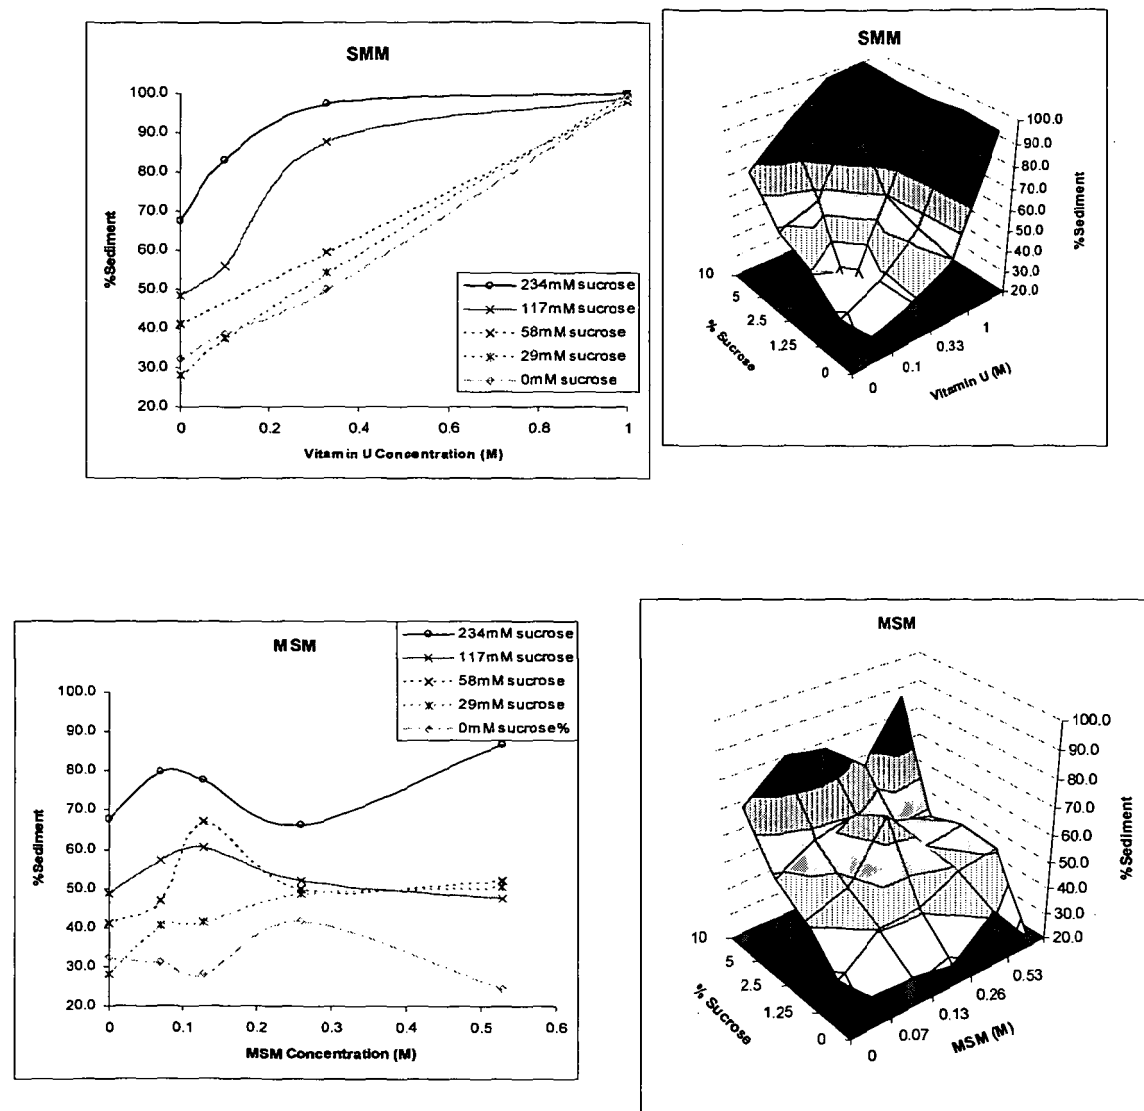 SMM
100.0
90.0
80.0
70.0
60.0
50.0
40.0
30.0
20.0
%Sediment
0
0.2
0.4
0.6
0.8
1
Vitamin U Concentration (M)
234mM sucrose
117mM sucrose
58mM sucrose
29mM sucrose
0mM sucrose
SMM
100.0
90.0
80.0
70.0
60.0
50.0
40.0
30.0
20.0
%Sediment
10
5
2.5
1.25
0
% Sucrose
0
0.1
0.33
1
Vitamin U (M)
MSM
234mM sucrose
117mM sucrose
58mM sucrose
29mM sucrose
0mM sucrose%
100.0
90.0
80.0
70.0
60.0
50.0
40.0
30.0
20.0
%Sediment
0
0.1
0.2
0.3
0.4
0.5
0.6
MSM Concentration (M)
MSM
100.0
90.0
80.0
70.0
60.0
50.0
40.0
30.0
20.0
%Sediment
10
5
2.5
1.25
0
% Sucrose
0
0.07
0.13
0.26
0.53
MSM (M)